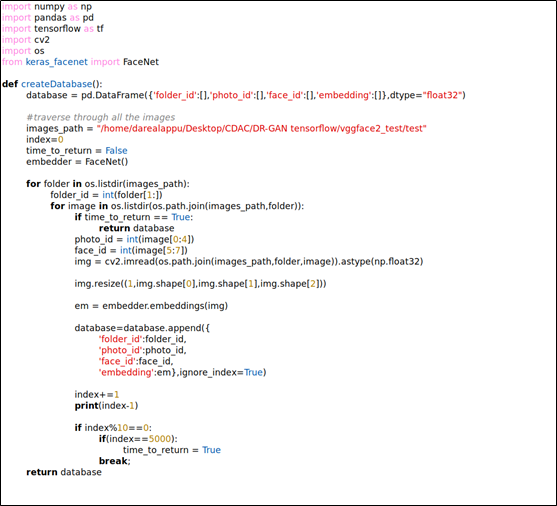 import numpy as np
import pandas as pd
import tensorflow as tf
import cv2
import os
from keras_facenet import FaceNet
def createDatabase():
database = pd.DataFrame({'folder_id':[],'photo_id':[],'face_id':[],'embedding':[]},dtype="float32")
#traverse through all the images
images_path = "/home/darealappu/Desktop/CDAC/DR-GAN tensorflow/vggface2_test/test"
index=0
time_to_return = False
embedder = FaceNet()
for folder in os.listdir(images_path):
folder_id = int(folder[1:])
for image in os.listdir(os.path.join(images_path,folder)):
if time_to_return == True:
return database
photo_id = int(image[0:4])
face_id = int(image[5:7])
img = cv2.imread(os.path.join(images_path,folder,image)).astype(np.float32)
img.resize((1,img.shape[0],img.shape[1],img.shape[2]))
em = embedder.embeddings(img)
database=database.append({
'folder_id':folder_id,
'photo_id':photo_id,
'face_id':face_id,
'embedding':em},ignore_index=True)
index+=1
print(index-1)
if index%10==0:
if(index==5000):
time_to_return = True
break;
return database